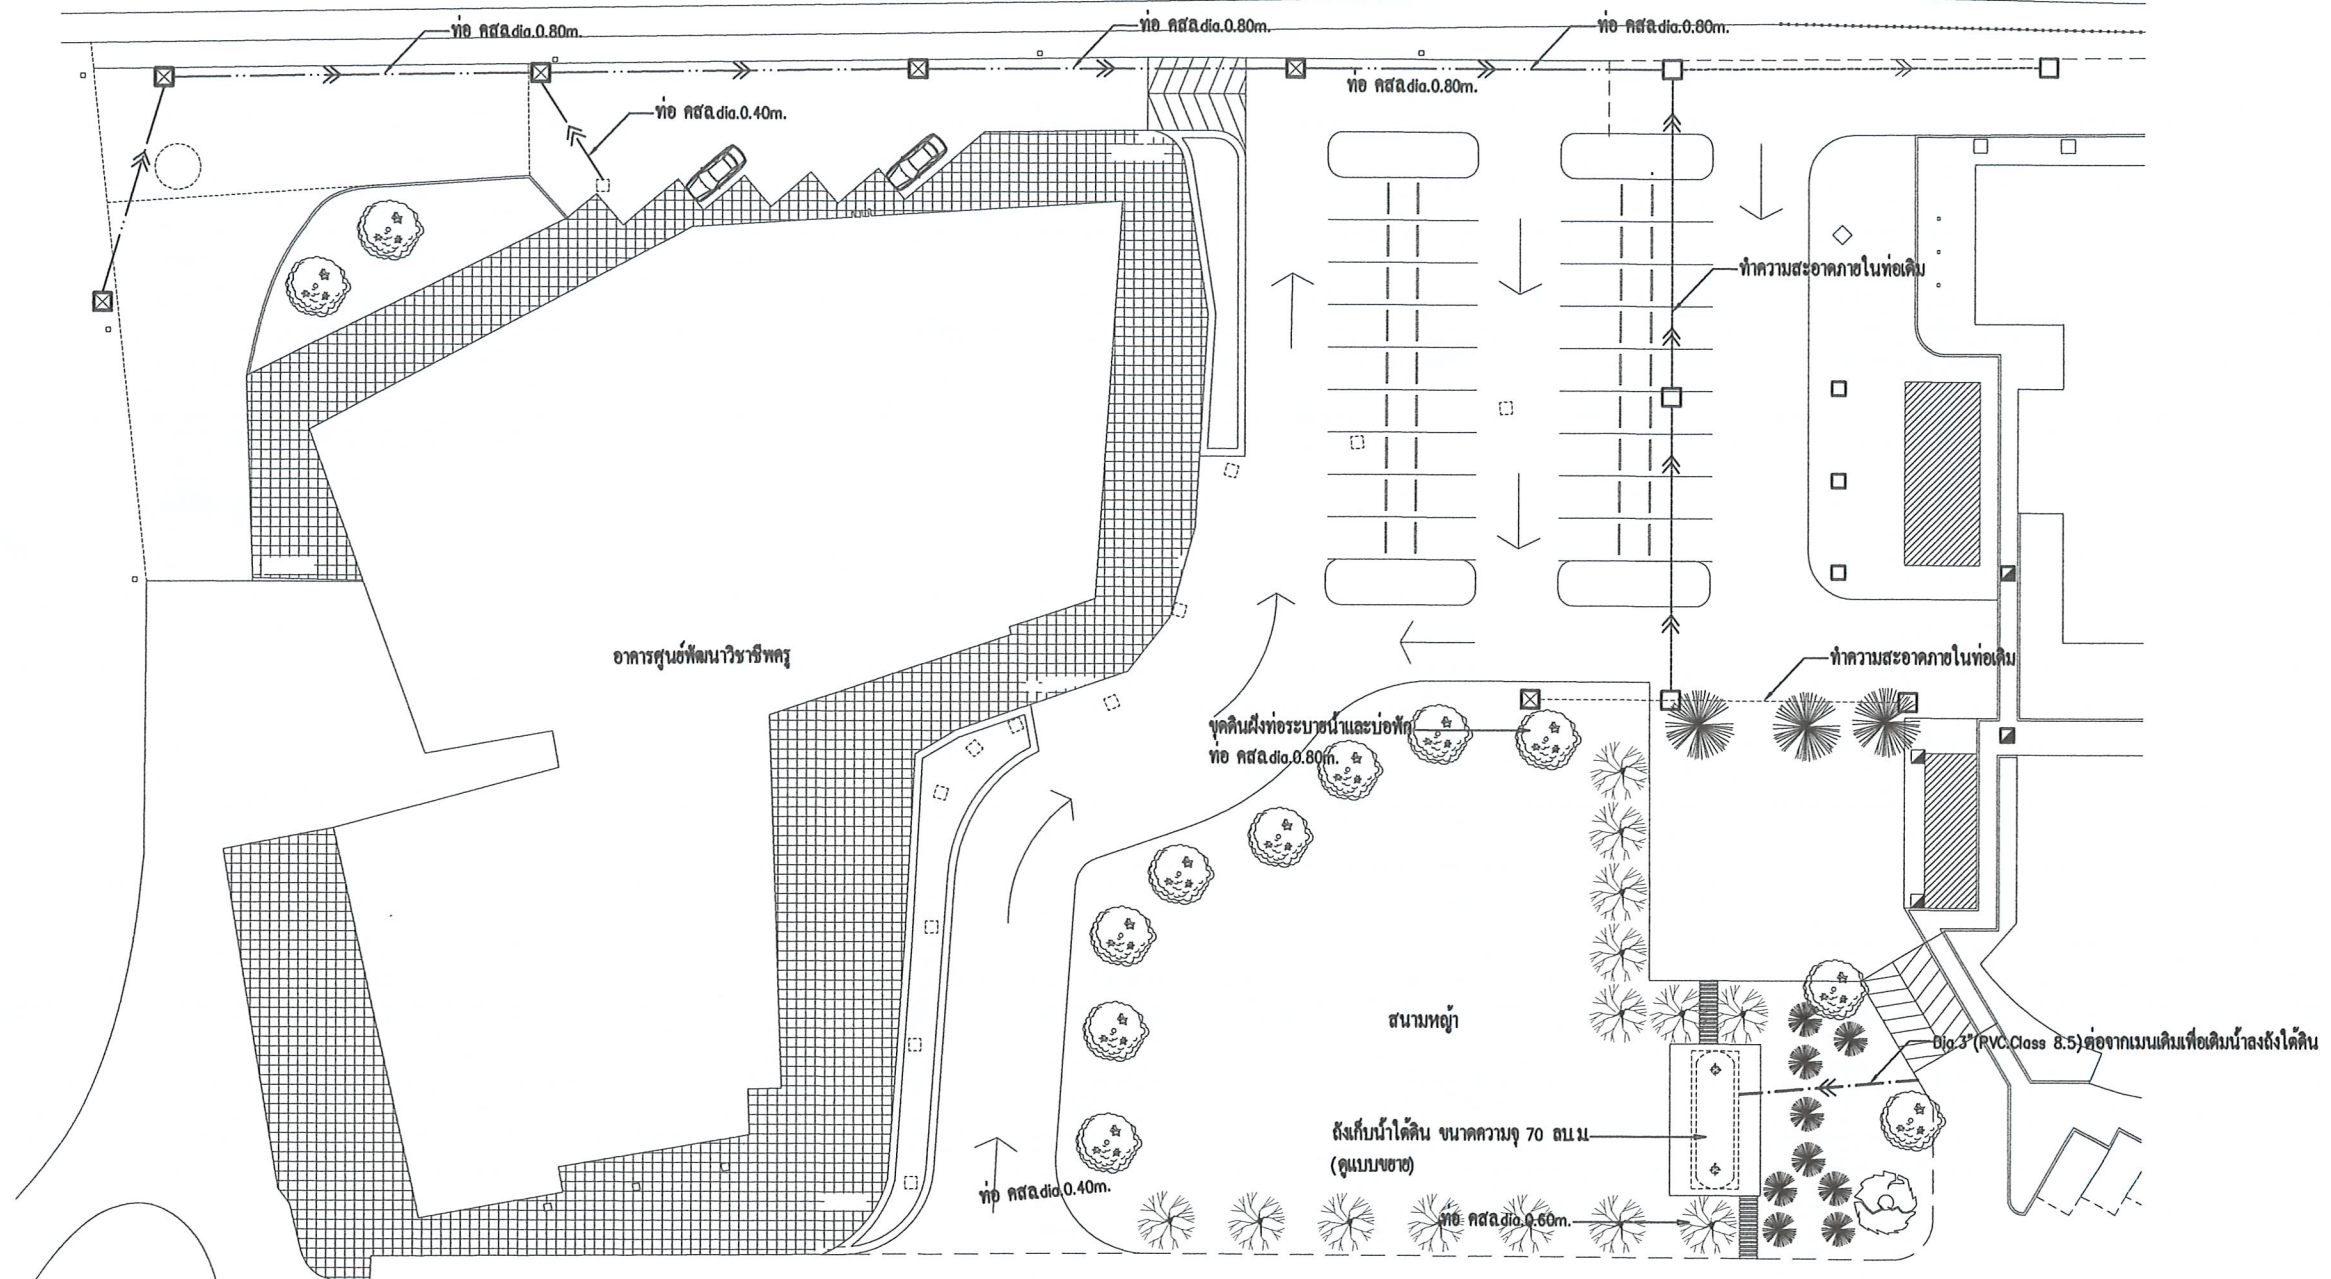 ท่อ คสล.dia.0.80m.
ท่อ คสล.dia.0.80m.
ท่อ คสล.dia.0.80m.
ท่อ คสล.dia.0.80m.
ท่อ คสล.dia.0.40m.
ทำความสะอาดภายในท่อเดิม
อาคารศูนย์พัฒนาวิชาชีพครู
ทำความสะอาดภายในท่อเดิม
ขุดดินฝังท่อระบายน้ำและบ่อพัก
ท่อ คสล.dia.0.80m.
สนามหญ้า
Dia.3"(PVC.Class 8.5)ต่อจากเมนเดิมเพื่อเติมน้ำลงถังใต้ดิน
ถังเก็บน้ำใต้ดิน ขนาดความจุ 70 ลบ.ม.
(ดูแบบขยาย)
ท่อ คสล.dia.0.40m.
ท่อ คสล.dia.0.60m.